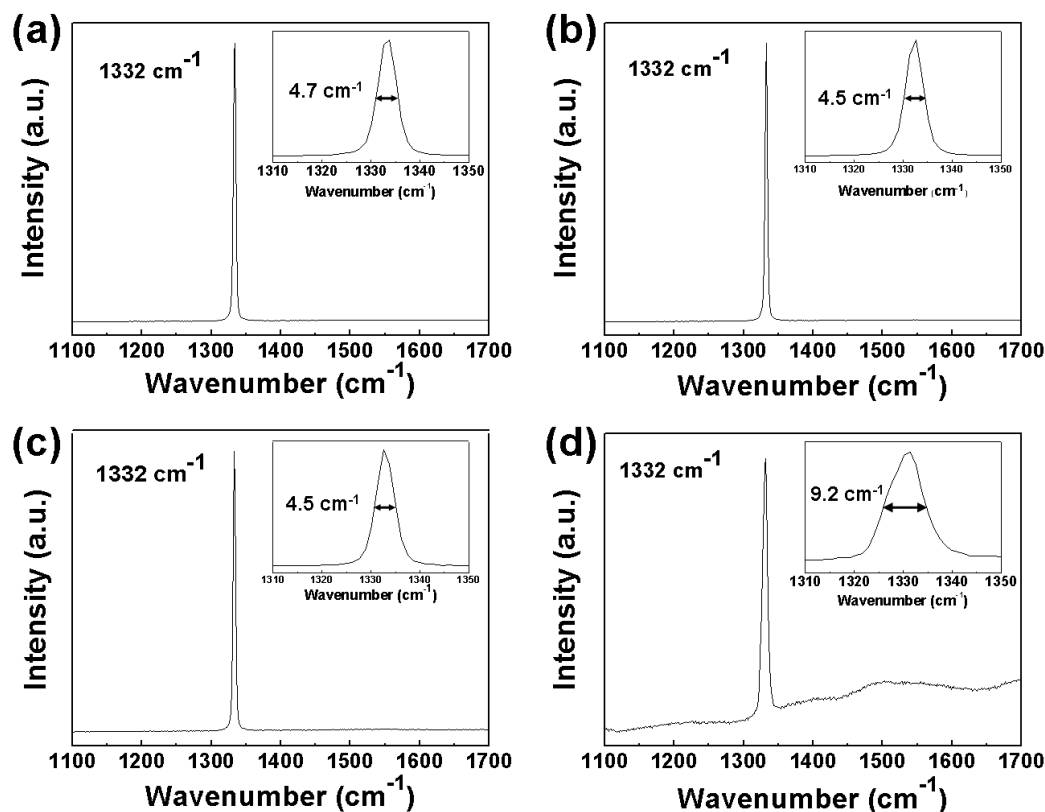 (a)
1332 cm-1
4.7 cm-1
1310 1320 1330 1340 1350
Wavenumber (cm-1)
Intensity (a.u.)
1100 1200 1300 1400 1500 1600 1700
Wavenumber (cm-1)
(b)
1332 cm-1
4.5 cm-1
1310 1320 1330 1340 1350
Wavenumber (cm-1)
Intensity (a.u.)
1100 1200 1300 1400 1500 1600 1700
Wavenumber (cm-1)
(c)
1332 cm-1
4.5 cm-1
1310 1320 1330 1340 1350
Wavenumber (cm-1)
Intensity (a.u.)
1100 1200 1300 1400 1500 1600 1700
Wavenumber (cm-1)
(d)
1332 cm-1
9.2 cm-1
1310 1320 1330 1340 1350
Wavenumber (cm-1)
Intensity (a.u.)
1100 1200 1300 1400 1500 1600 1700
Wavenumber (cm-1)